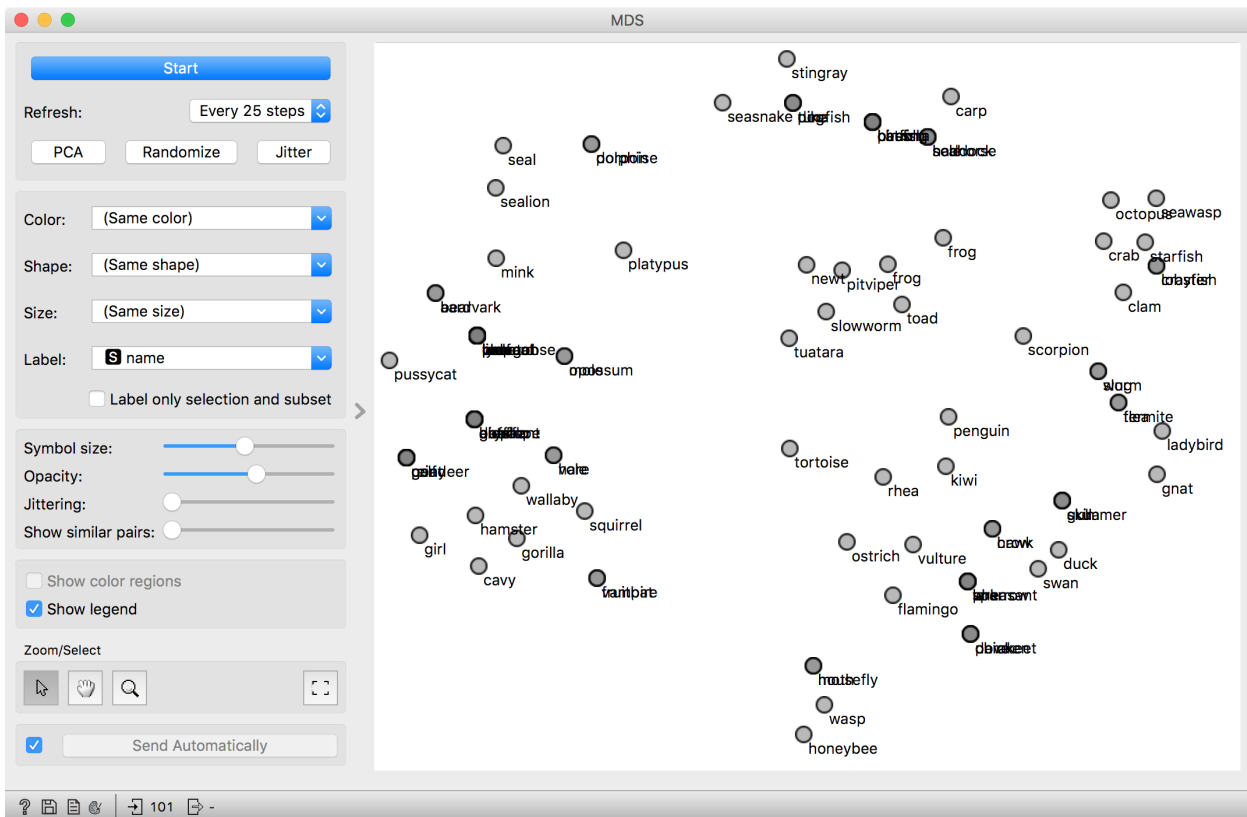 MDS
Start
Refresh:
Every 25 steps
PCA
Randomize
Jitter
Color:
(Same color)
Shape:
(Same shape)
Size:
(Same size)
Label:
S name
Label only selection and subset
Symbol size:
Opacity:
Jittering:
Show similar pairs:
Show color regions
Show legend
Zoom/Select
Send Automatically
? 101 -
stingray
seasnake
carp
seal
sealion
mink
platypus
octopus
seawasp
crab
starfish
clam
frog
newt
pitviper
frog
toad
slowworm
tuatara
scorpion
pussycat
ladybird
gnat
penguin
tortoise
rhea
kiwi
wallaby
squirrel
hamster
gorilla
girl
cavy
ostrich
vulture
duck
swan
flamingo
wasp
honeybee